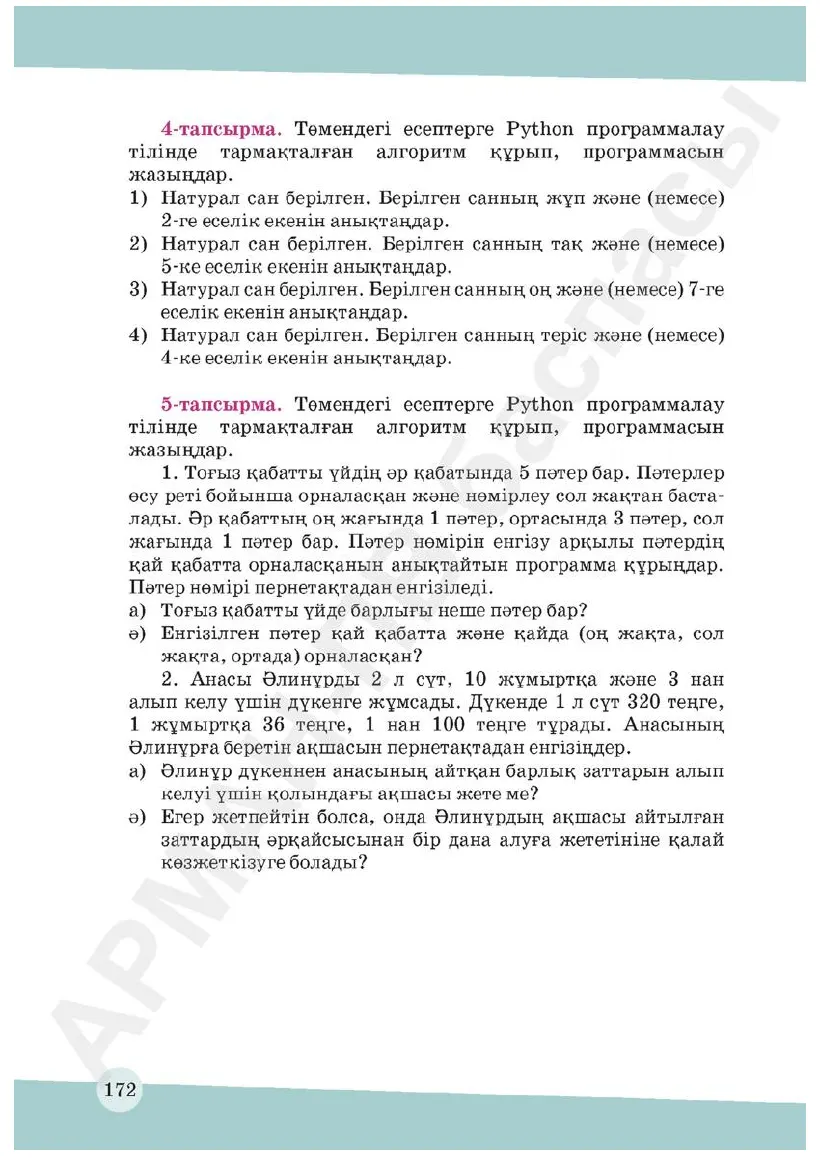 4-тапсырма. Төмендегі есептерге Python программалау
тілінде тармақталған алгоритм құрып, программасын
жазыңдар.
1) Натурал сан берілген. Берілген санның жұп және (немесе)
2-ге еселік екенін анықтаңдар.
2) Натурал сан берілген. Берілген санның тақ және (немесе)
5-ке еселік екенін анықтаңдар.
3) Натурал сан берілген. Берілген санның оң және (немесе) 7-ге
еселік екенін анықтаңдар.
4) Натурал сан берілген. Берілген санның теріс және (немесе)
4-ке еселік екенін анықтаңдар.
5-тапсырма. Төмендегі есептерге Python программалау
тілінде тармақталған алгоритм құрып, программасын
жазыңдар.
1. Тоғыз қабатты үйдің әр қабатында 5 пәтер бар. Пәтерлер
өсу реті бойынша орналасқан және нөмірлеу сол жақтан баста-
лады. Әр қабаттың оң жағында 1 пәтер, ортасында 3 пәтер, сол
жағында 1 пәтер бар. Пәтер нөмірін енгізу арқылы пәтердің
қай қабатта орналасқанын анықтайтын программа құрыңдар.
Пәтер нөмірі пернетақтадан енгізіледі.
а) Тоғыз қабатты үйде барлығы неше пәтер бар?
ә) Енгізілген пәтер қай қабатта және қайда (оң жақта, сол
жақта, ортада) орналасқан?
2. Анасы Әлинұрды 2 л сүт, 10 жұмыртқа және 3 нан
алып келу үшін дүкенге жұмсады. Дүкенде 1 л сүт 320 теңге,
1 жұмыртқа 36 теңге, 1 нан 100 теңге тұрады. Анасының
Әлинұрға беретін ақшасын пернетақтадан енгізіңдер.
а) Әлинұр дүкеннен анасының айтқан барлық заттарын алып
келуі үшін қолындағы ақшасы жете ме?
ә) Егер жетпейтін болса, онда Әлинұрдың ақшасы айтылған
заттардың әрқайсысынан бір дана алуға жететініне қалай
көзжеткізуге болады?
172
АРМАН-ПВ баспасы